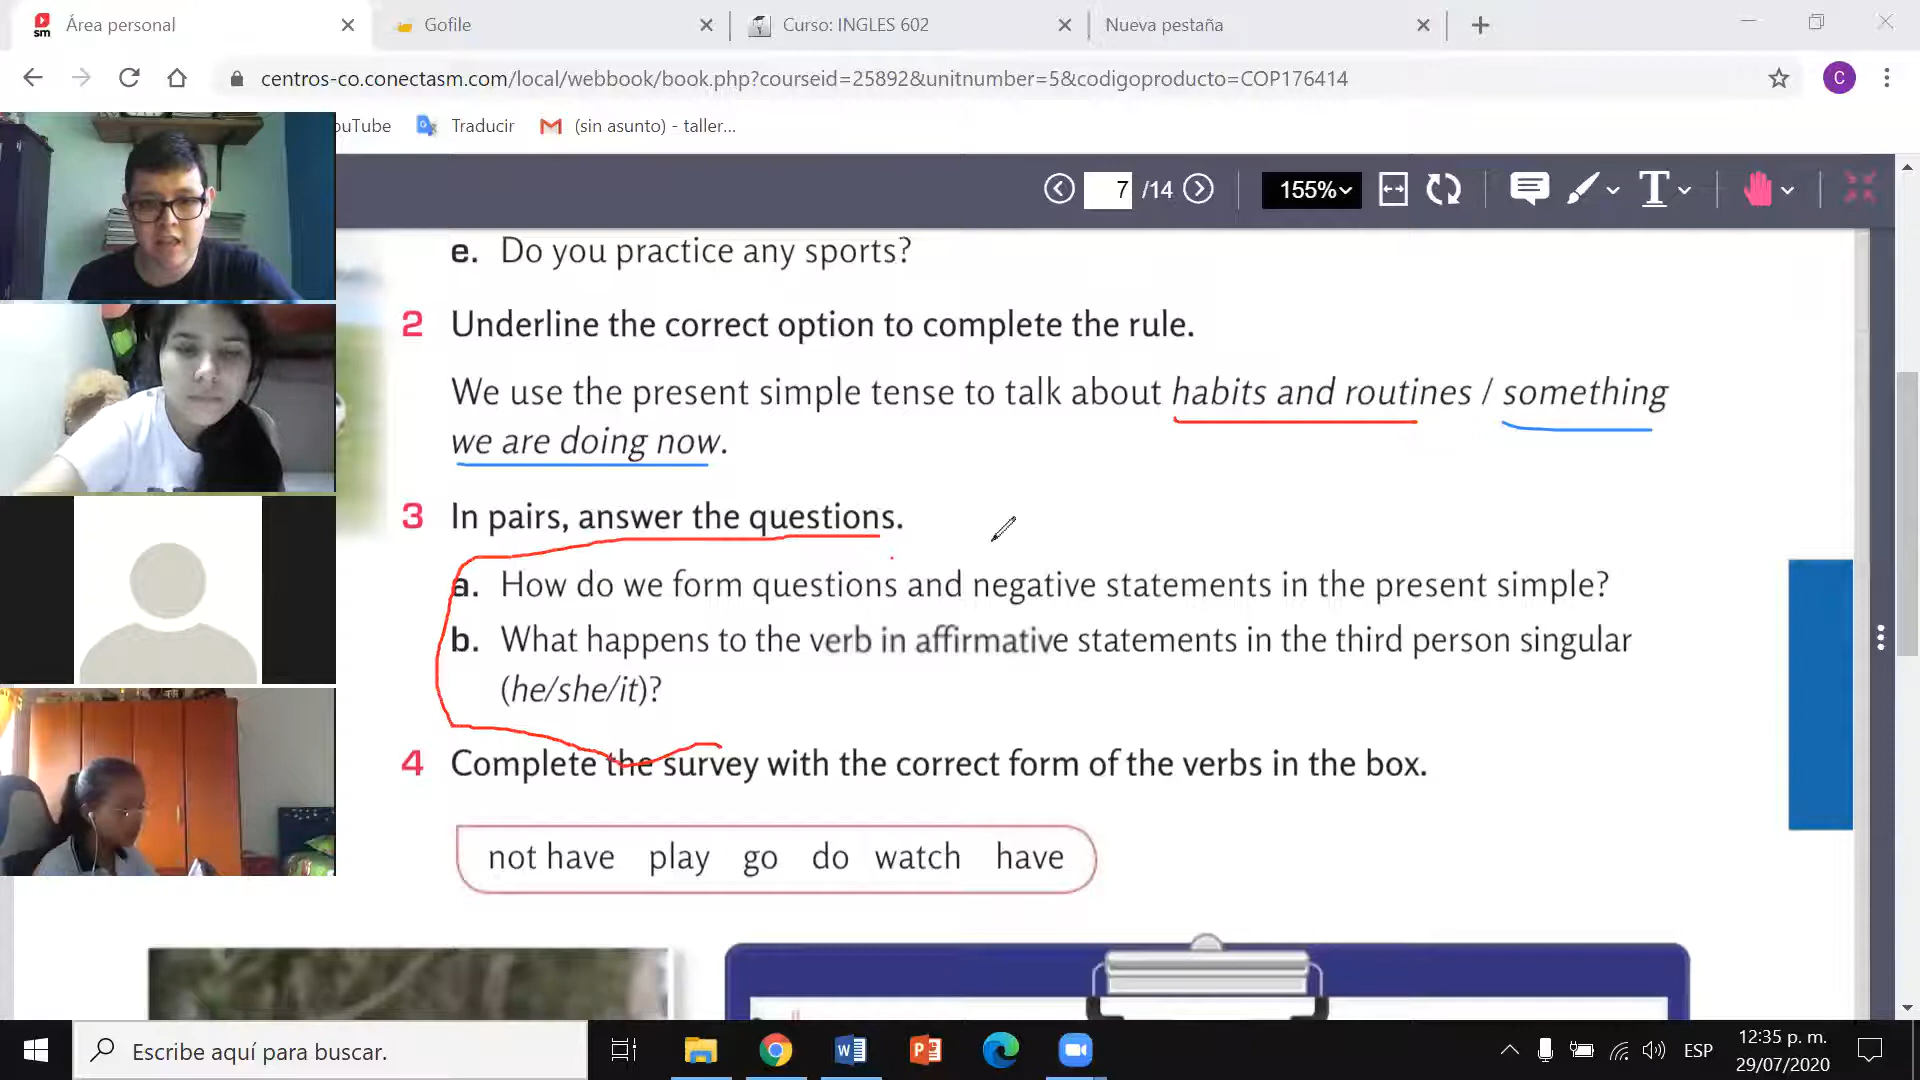 Área personal
Gofile
Curso: INGLES 602
Nueva pestaña
centros-co.conectasm.com/local/webbook/book.php?courseid=25892&unitnumber=5&codigoproducto=COP176414
C
ouTube
Traducir
(sin asunto) - taller...
7 /14
155%
T
e. Do you practice any sports?
2 Underline the correct option to complete the rule.
We use the present simple tense to talk about habits and routines / something
we are doing now.
3 In pairs, answer the questions.
a. How do we form questions and negative statements in the present simple?
b. What happens to the verb in affirmative statements in the third person singular
(he/she/it)?
4 Complete the survey with the correct form of the verbs in the box.
not have play go do watch have
Escribe aquí para buscar.
ESP
12:35 p. m.
29/07/2020